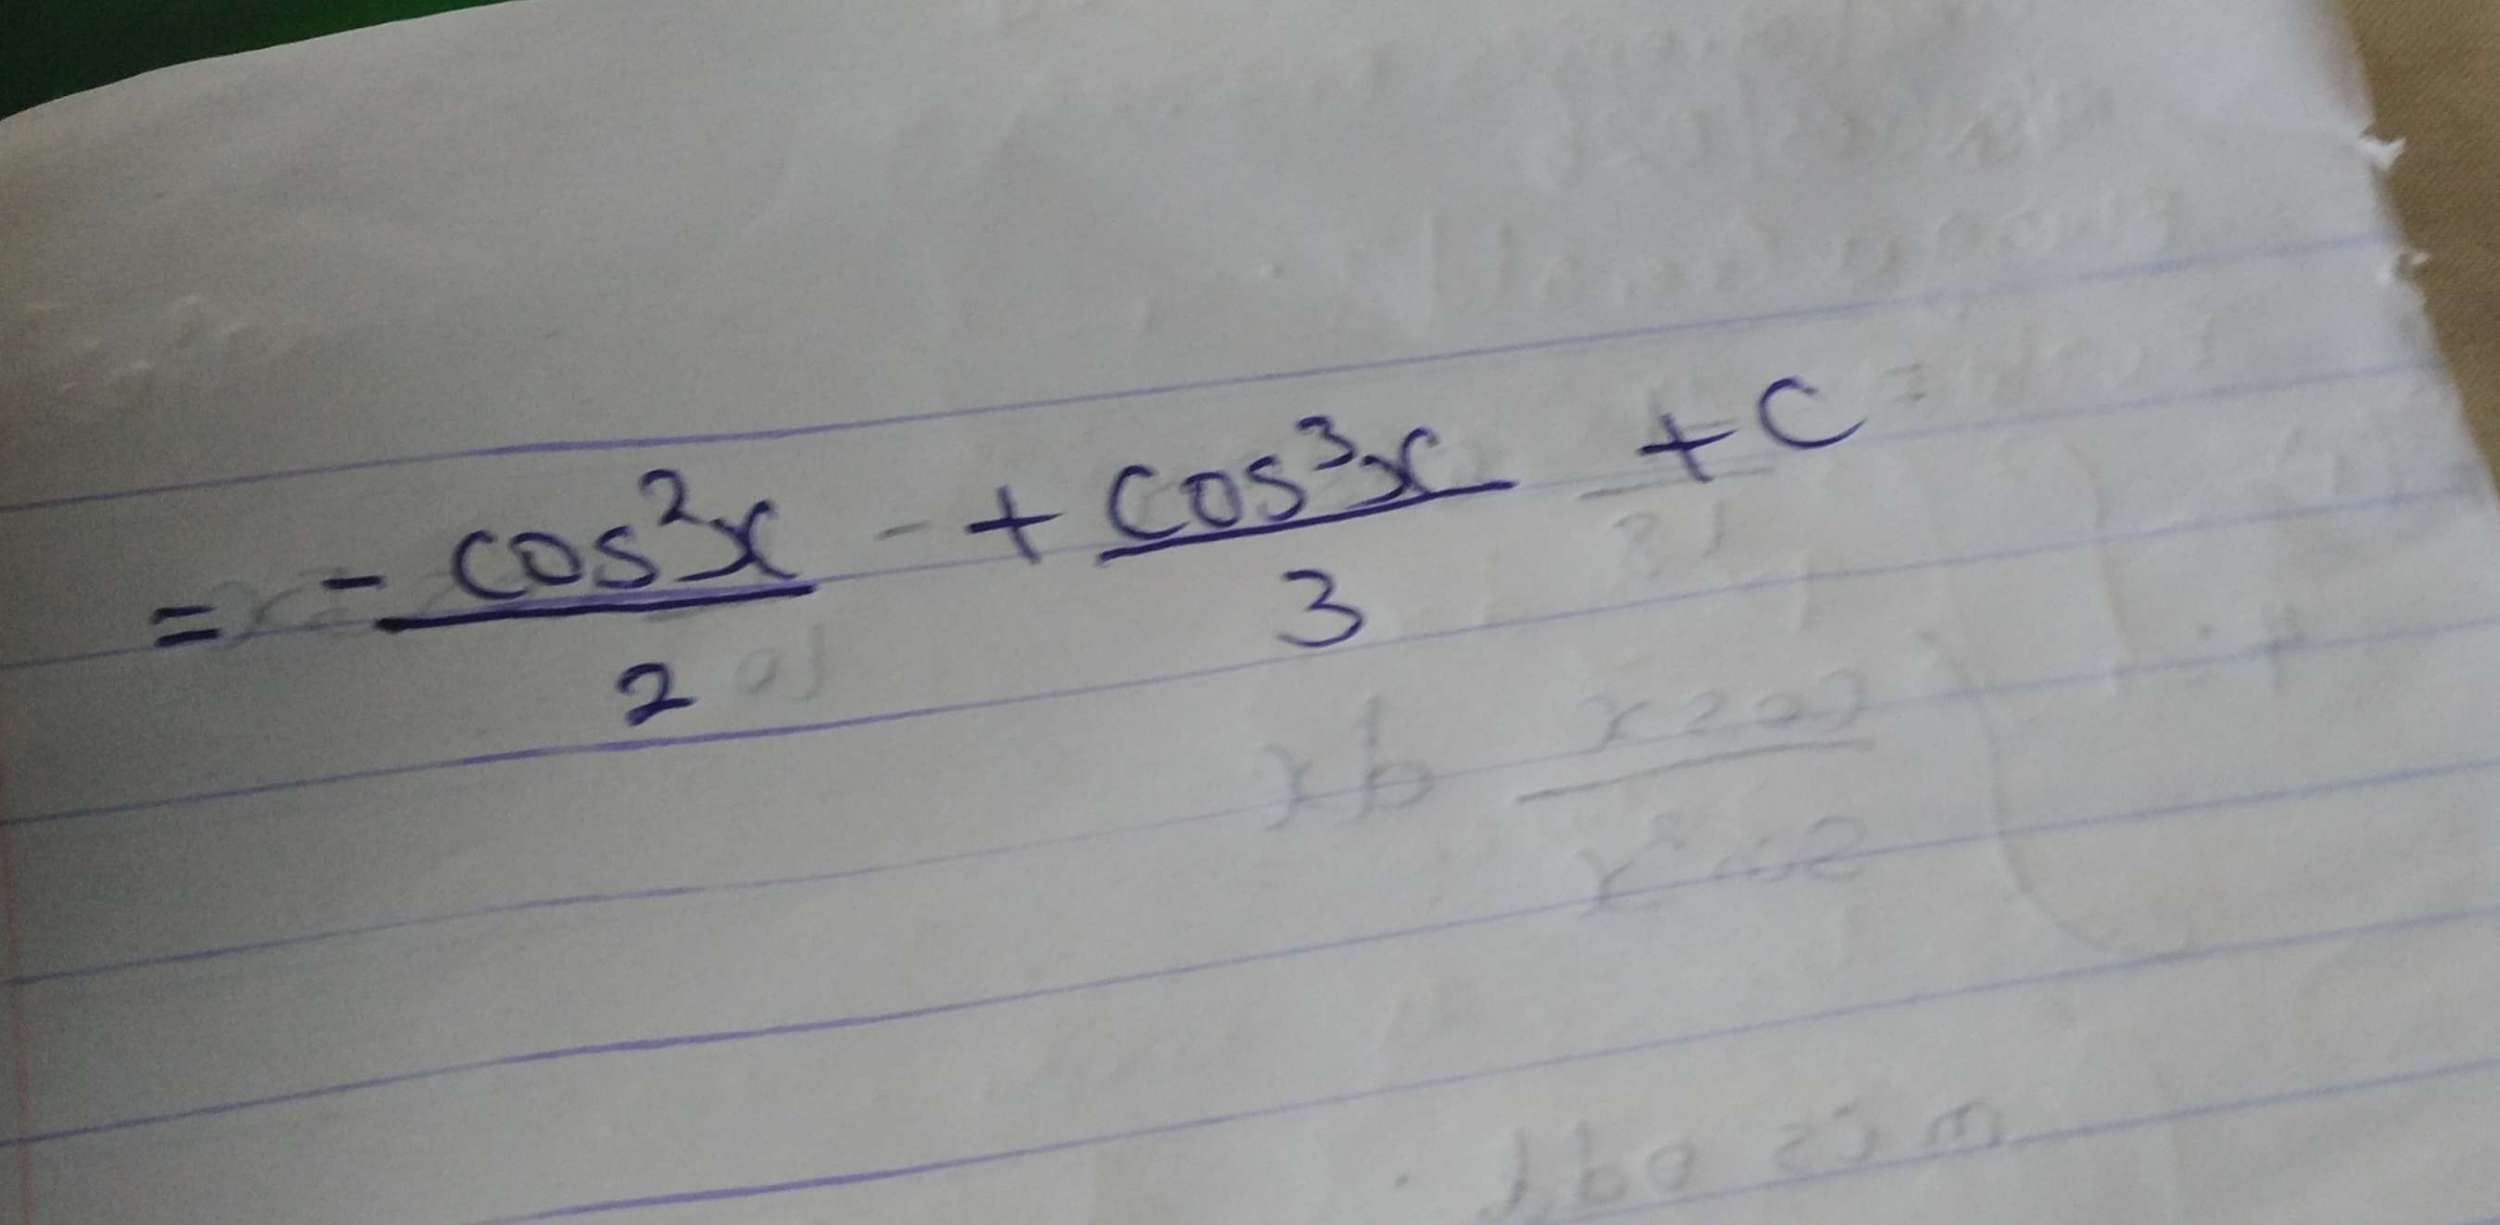 = - cos²x/2 + cos³x/3 + C